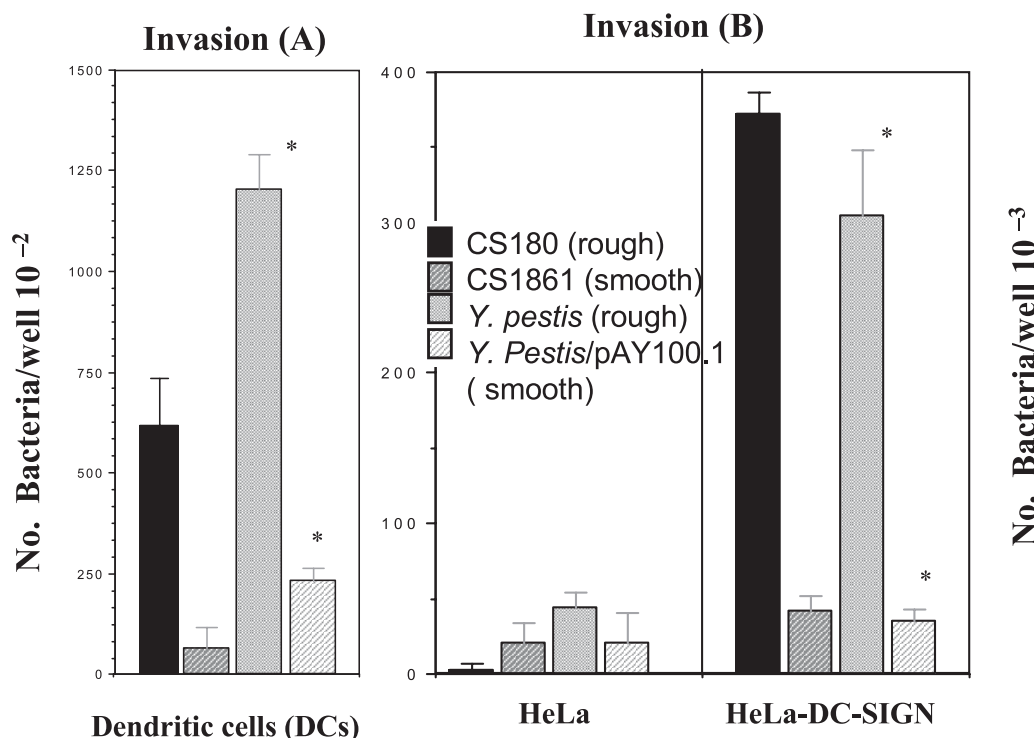 Invasion (A)
Invasion (B)
No. Bacteria/well 10 –2
1500
1250
1000
750
500
250
0
*
*
Dendritic cells (DCs)
400
300
200
100
0
CS180 (rough)
CS1861 (smooth)
Y. pestis (rough)
Y. Pestis/pAY100.1
( smooth)
*
*
HeLa
HeLa-DC-SIGN
No. Bacteria/well 10 –3